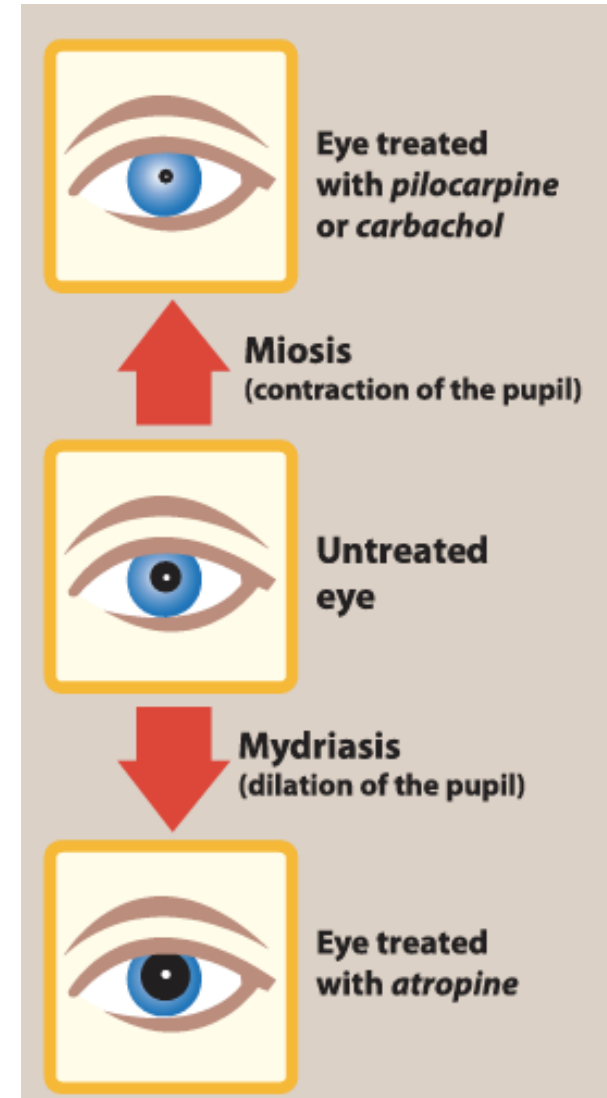 Eye treated
with pilocarpine
or carbachol
Miosis
(contraction of the pupil)
Untreated
eye
Mydriasis
(dilation of the pupil)
Eye treated
with atropine